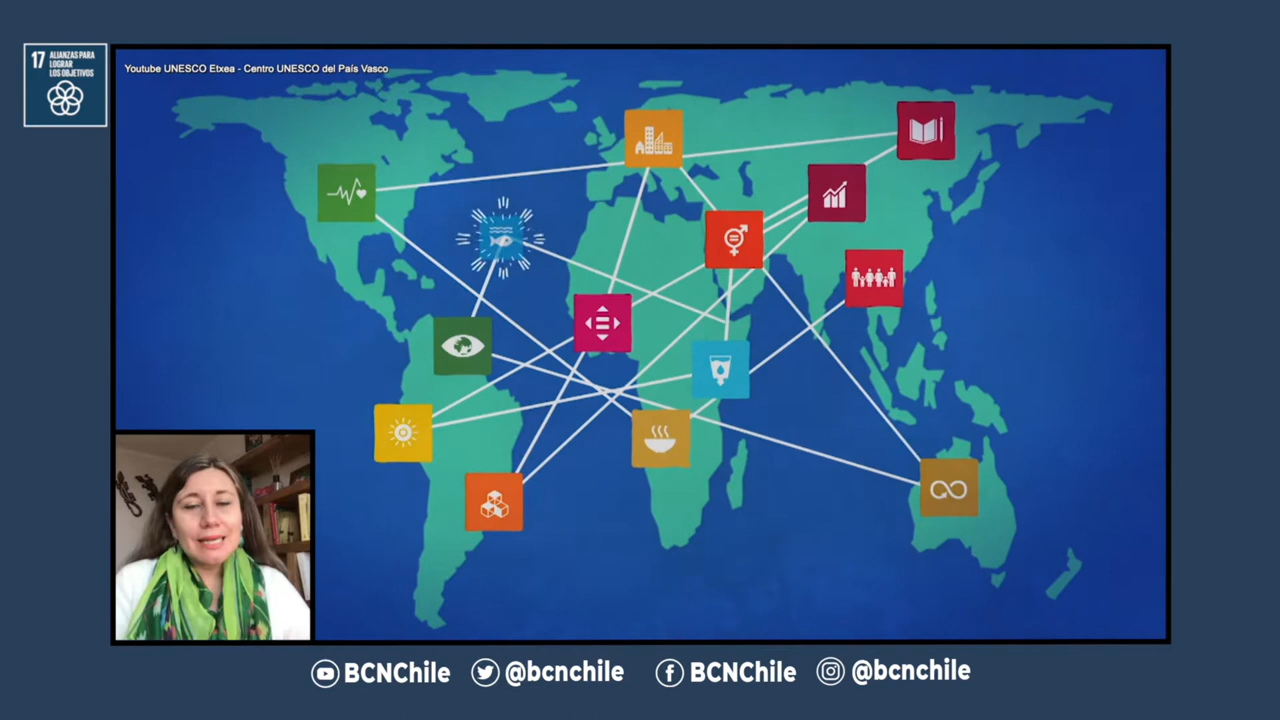 17 ALIANZAS PARA
LOGRAR
LOS OBJETIVOS
Youtube UNESCO Etxea - Centro UNESCO del País Vasco
BCNChile @bcnchile BCNChile @bcnchile